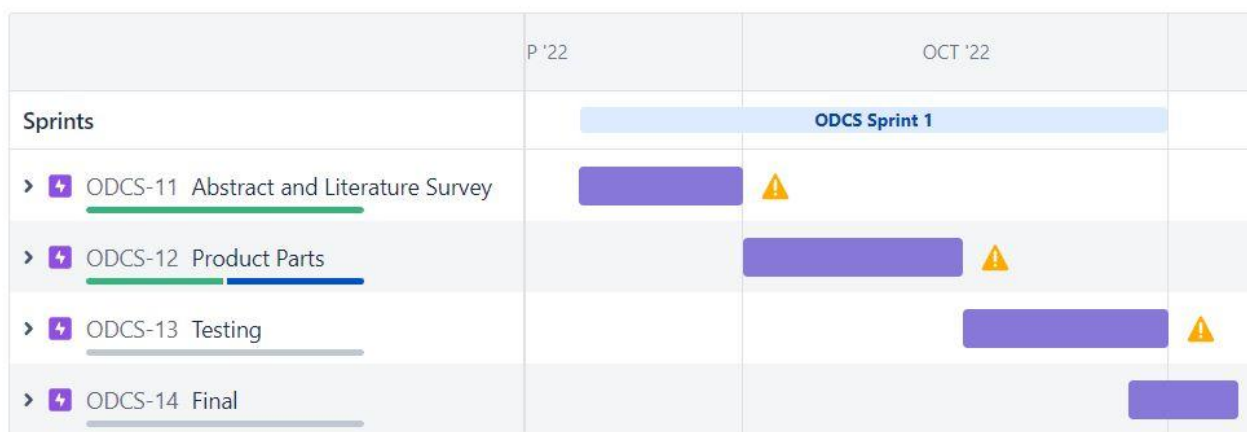 P '22
OCT '22
Sprints
ODCS Sprint 1
ODCS-11 Abstract and Literature Survey
ODCS-12 Product Parts
ODCS-13 Testing
ODCS-14 Final